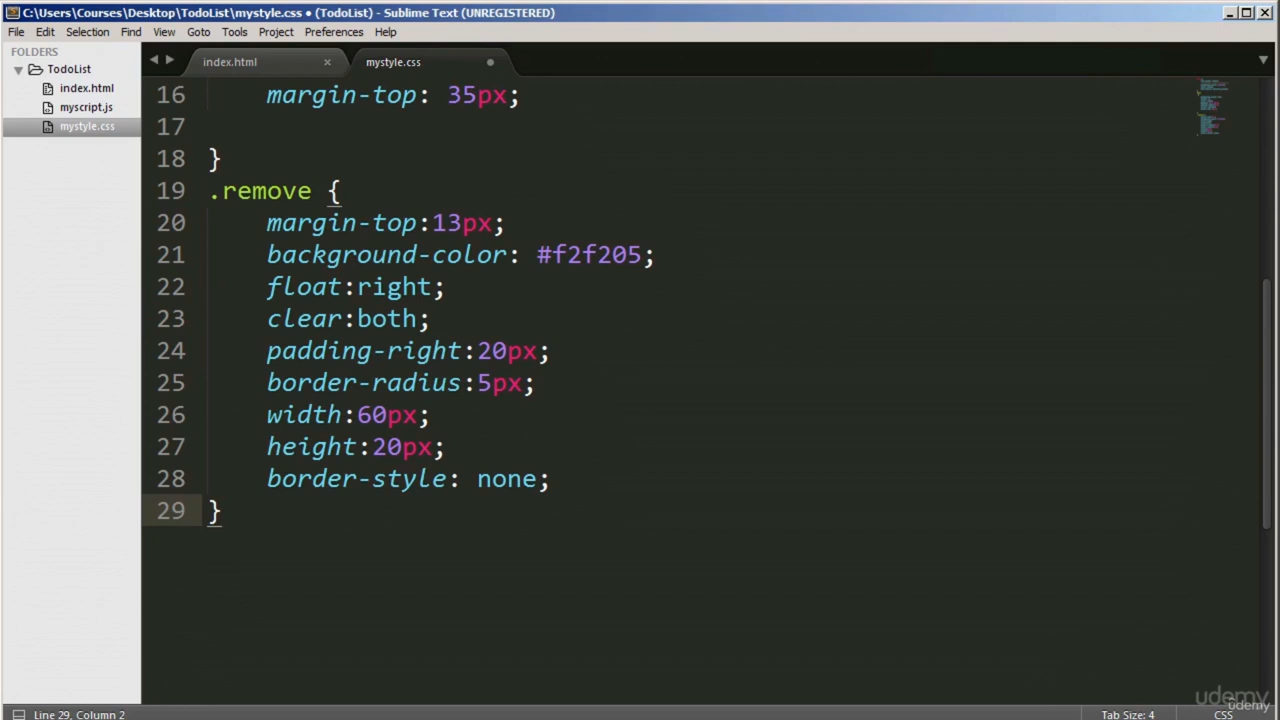 C:\Users\Courses\Desktop\TodoList\mystyle.css • (TodoList) - Sublime Text (UNREGISTERED)
File Edit Selection Find View Goto Tools Project Preferences Help
FOLDERS
TodoList
index.html
myscript.js
mystyle.css
index.html × mystyle.css
16 margin-top: 35px;
17
18 }
19 .remove {
20 margin-top:13px;
21 background-color: #f2f205;
22 float:right;
23 clear:both;
24 padding-right:20px;
25 border-radius:5px;
26 width:60px;
27 height:20px;
28 border-style: none;
29 }
udemy
udemy
Line 29, Column 2 Tab Size: 4 CSS